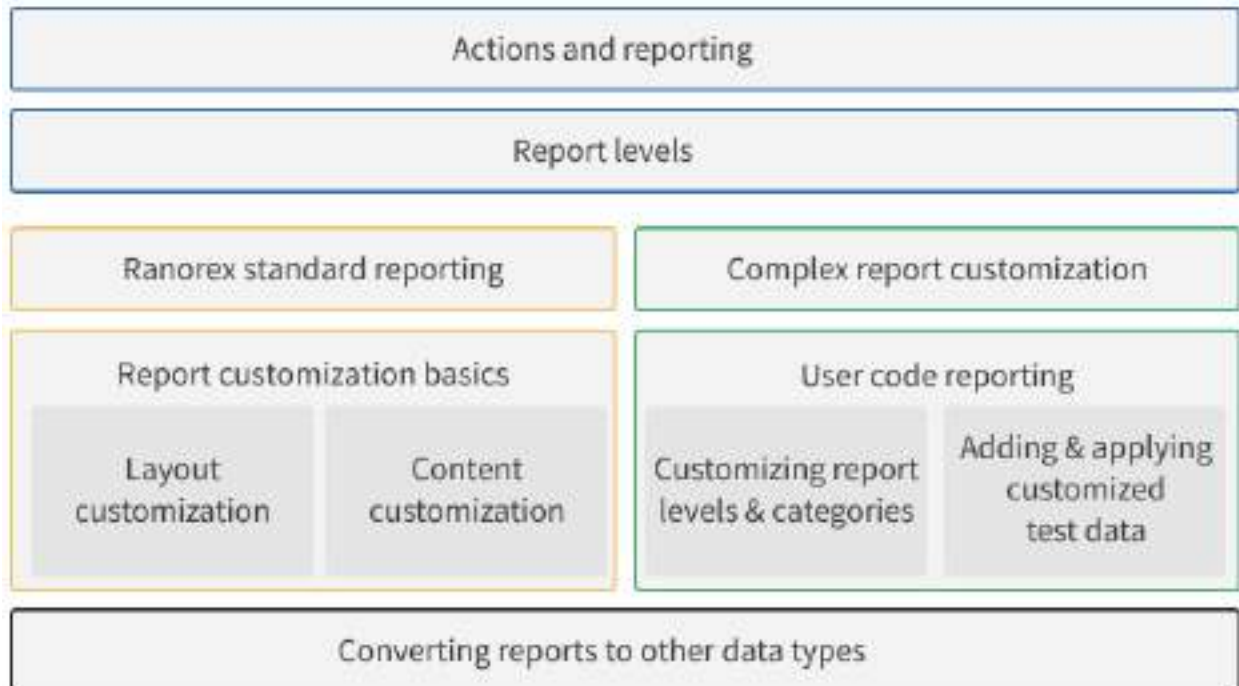 Actions and reporting
Report levels
Ranorex standard reporting
Complex report customization
Report customization basics
Layout
customization
Content
customization
User code reporting
Customizing report
levels & categories
Adding & applying
customized
test data
Converting reports to other data types